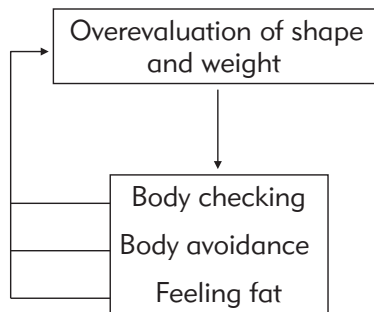 Overevaluation of shape
and weight
Body checking
Body avoidance
Feeling fat